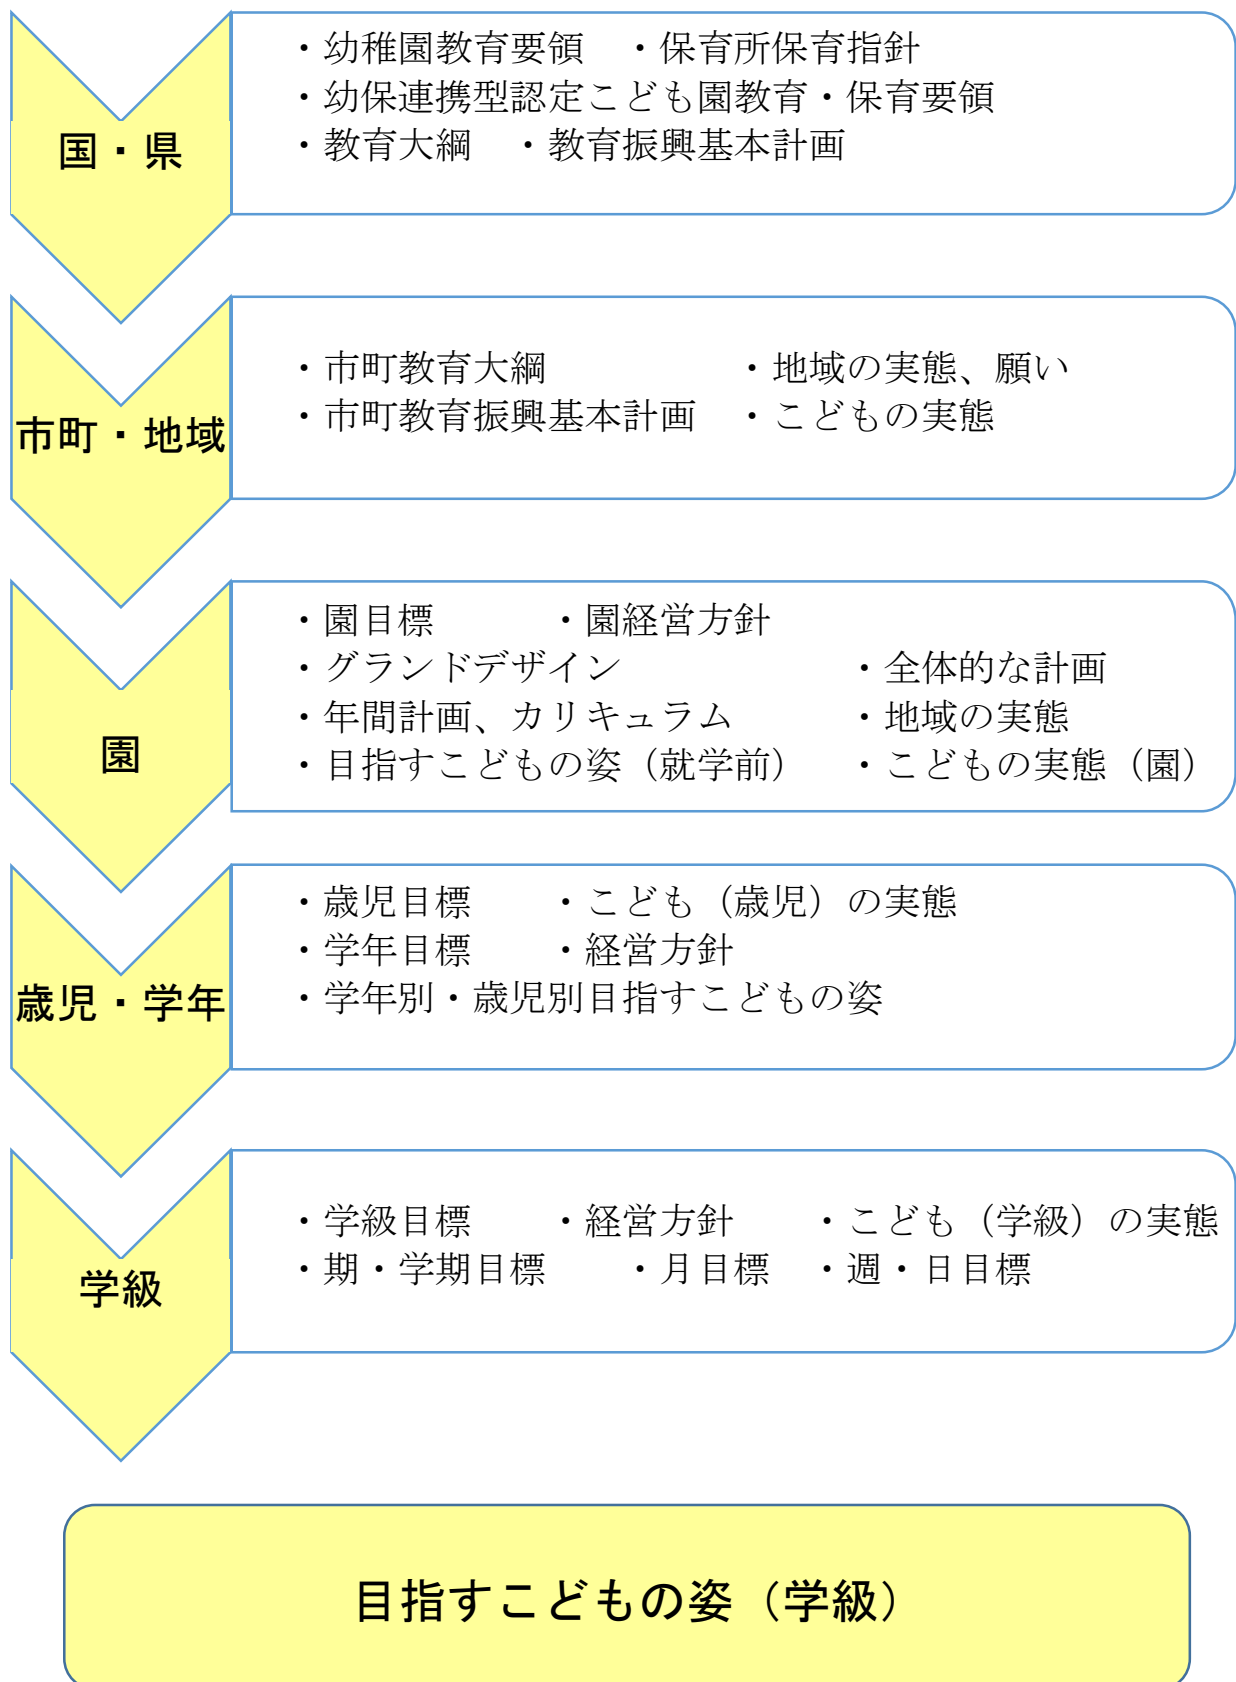 国・県
・幼稚園教育要領　・保育所保育指針
・幼保連携型認定こども園教育・保育要領
・教育大綱　・教育振興基本計画
市町・地域
・市町教育大綱　・地域の実態、願い
・市町教育振興基本計画　・こどもの実態
園
・園目標　・園経営方針
・グランドデザイン　・全体的な計画
・年間計画、カリキュラム　・地域の実態
・目指すこどもの姿（就学前）　・こどもの実態（園）
歳児・学年
・歳児目標　・こども（歳児）の実態
・学年目標　・経営方針
・学年別・歳児別目指すこどもの姿
学級
・学級目標　・経営方針　・こども（学級）の実態
・期・学期目標　・月目標　・週・日目標
目指すこどもの姿（学級）